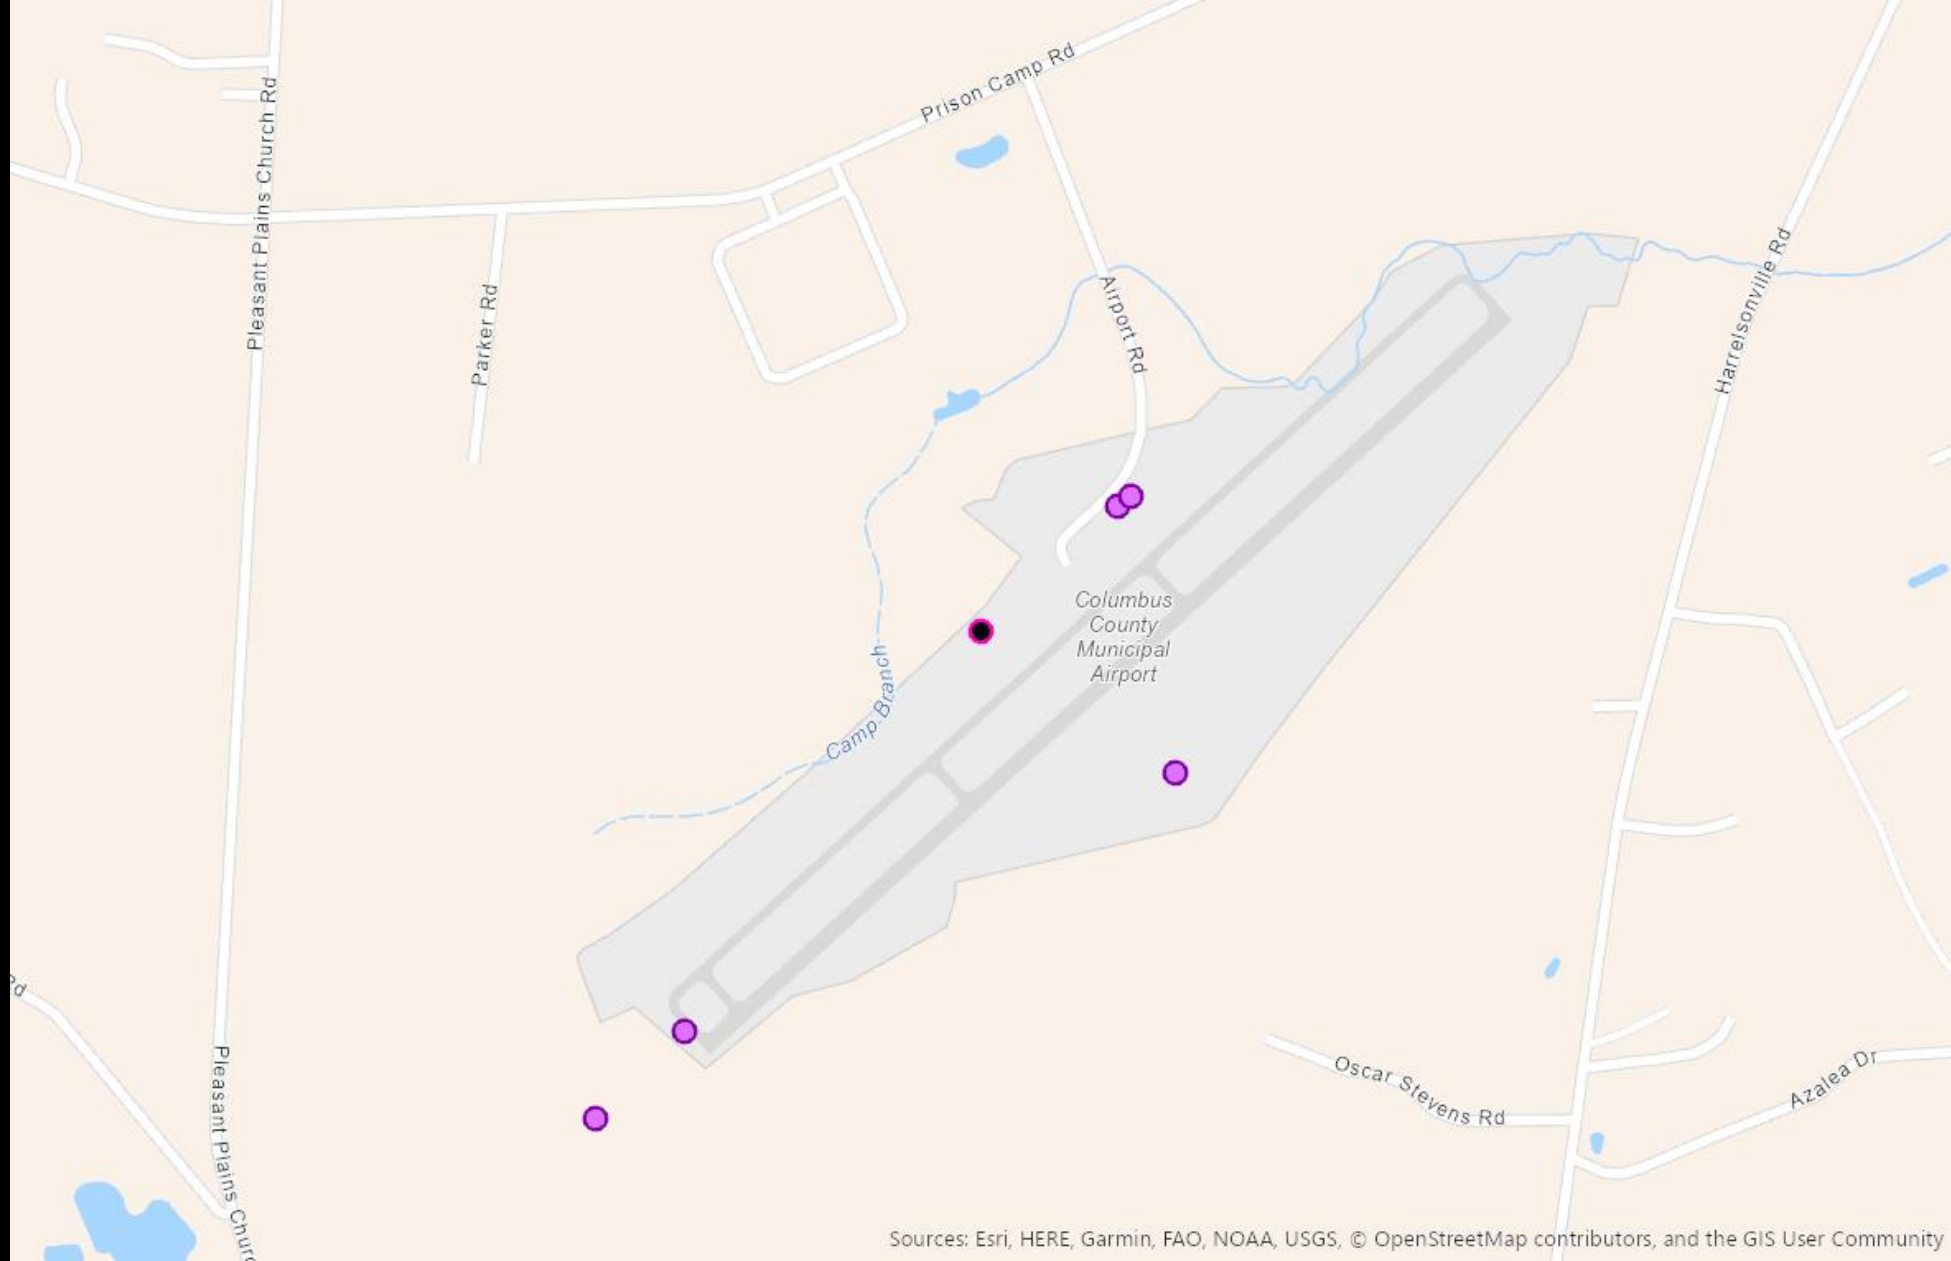 Prison Camp Rd
Pleasant Plains Church Rd
Parker Rd
Airport Rd
Harrelsonville Rd
Columbus
County
Municipal
Airport
Camp Branch
Rd
Pleasant Plains Churc
Oscar Stevens Rd
Azalea Dr
Sources: Esri, HERE, Garmin, FAO, NOAA, USGS, © OpenStreetMap contributors, and the GIS User Community